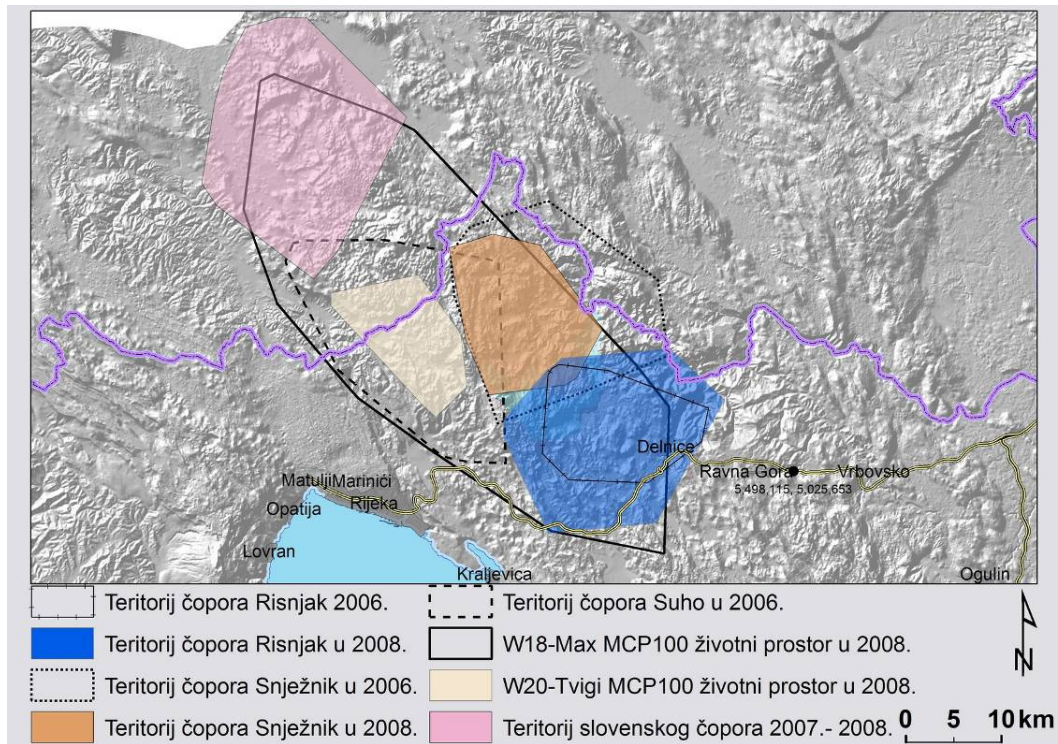 Delnice
Ravna Gora
Vrbovsko
5,498,115, 5,025,653
Matulji
Marinići
Opatija
Rijeka
Lovran
Kraljevica
Ogulin
Teritorij čopora Risnjak 2006.
Teritorij čopora Suho u 2006.
Teritorij čopora Risnjak u 2008.
W18-Max MCP100 životni prostor u 2008.
Teritorij čopora Snježnik u 2006.
W20-Tvigi MCP100 životni prostor u 2008.
Teritorij čopora Snježnik u 2008.
Teritorij slovenskog čopora 2007.- 2008.
N
0 5 10 km